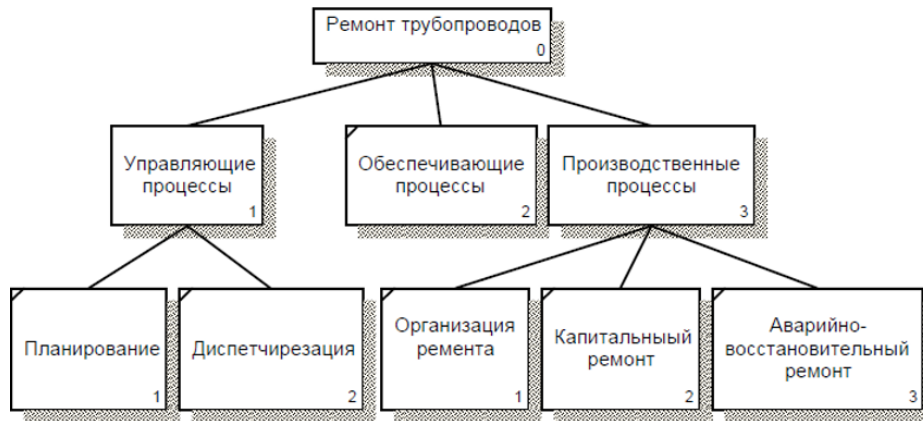 Ремонт трубопроводов
0
Управляющие
процессы
1
Обеспечивающие
процессы
2
Производственные
процессы
3
Планирование
1
Диспетчирезация
2
Организация
ремента
1
Капитальныый
ремонт
2
Аварийно-
восстановительный
ремонт
3